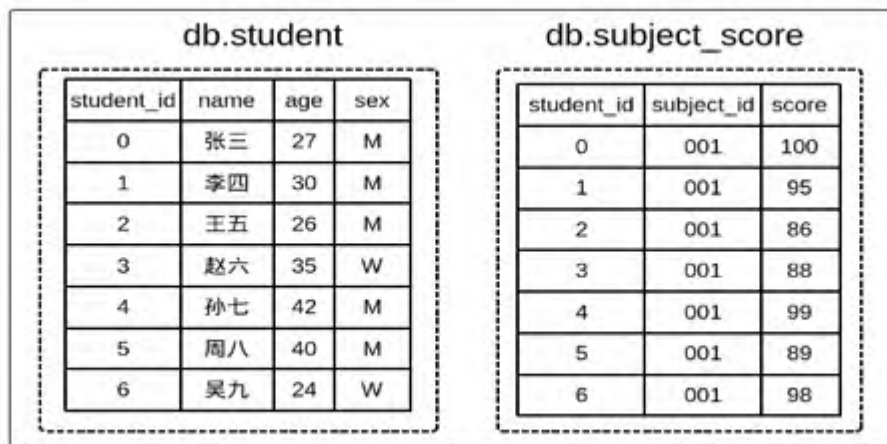 db.student
student_id name age sex
0 张三 27 M
1 李四 30 M
2 王五 26 M
3 赵六 35 W
4 孙七 42 M
5 周八 40 M
6 吴九 24 W
db.subject_score
student_id subject_id score
0 001 100
1 001 95
2 001 86
3 001 88
4 001 99
5 001 89
6 001 98